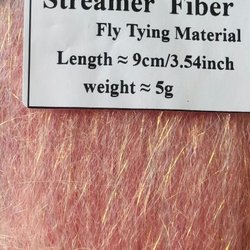 Streamer Fiber
Fly Tying Material
Length ≈ 9cm/3.54inch
weight ≈ 5g